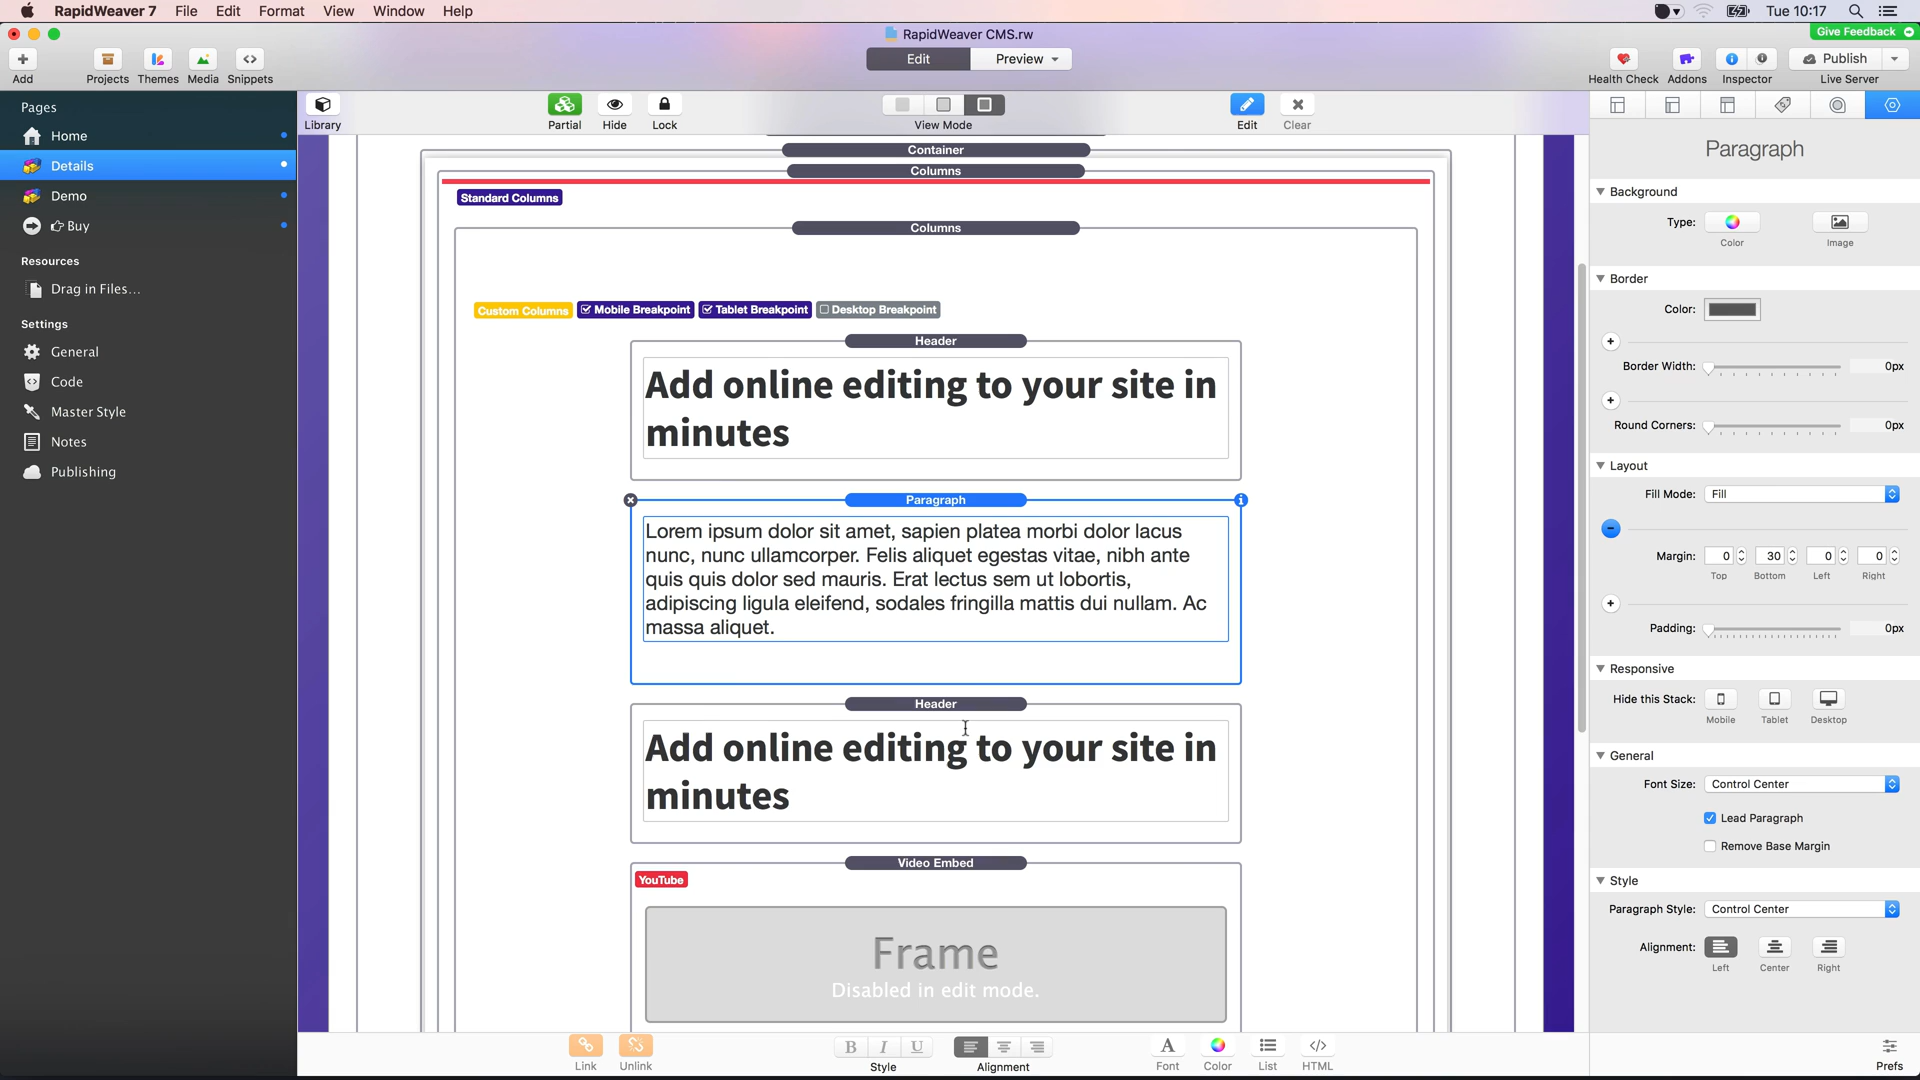 RapidWeaver 7 File Edit Format View Window Help
Tue 10:17
RapidWeaver CMS.rw
Give Feedback
Add
Projects
Themes
Media
Snippets
Edit
Preview
Health Check
Addons
Inspector
Publish
Live Server
Pages
Home
Details
Demo
Buy
Resources
Drag in Files...
Settings
General
Code
Master Style
Notes
Publishing
Library
Partial
Hide
Lock
View Mode
Edit
Clear
Container
Columns
Standard Columns
Columns
Custom Columns
Mobile Breakpoint
Tablet Breakpoint
Desktop Breakpoint
Header
Add online editing to your site in
minutes
Paragraph
Lorem ipsum dolor sit amet, sapien platea morbi dolor lacus
nunc, nunc ullamcorper. Felis aliquet egestas vitae, nibh ante
quis quis dolor sed mauris. Erat lectus sem ut lobortis,
adipiscing ligula eleifend, sodales fringilla mattis dui nullam. Ac
massa aliquet.
Header
Add online editing to your site in
minutes
Video Embed
YouTube
Frame
Disabled in edit mode.
Link
Unlink
B I U
Style
Alignment
A
Font
Color
List
HTML
Paragraph
Background
Type:
Color
Image
Border
Color:
Border Width: 0px
Round Corners: 0px
Layout
Fill Mode: Fill
Margin: 0 30 0 0
Top Bottom Left Right
Padding: 0px
Responsive
Hide this Stack:
Mobile Tablet Desktop
General
Font Size: Control Center
Lead Paragraph
Remove Base Margin
Style
Paragraph Style: Control Center
Alignment:
Left Center Right
Prefs